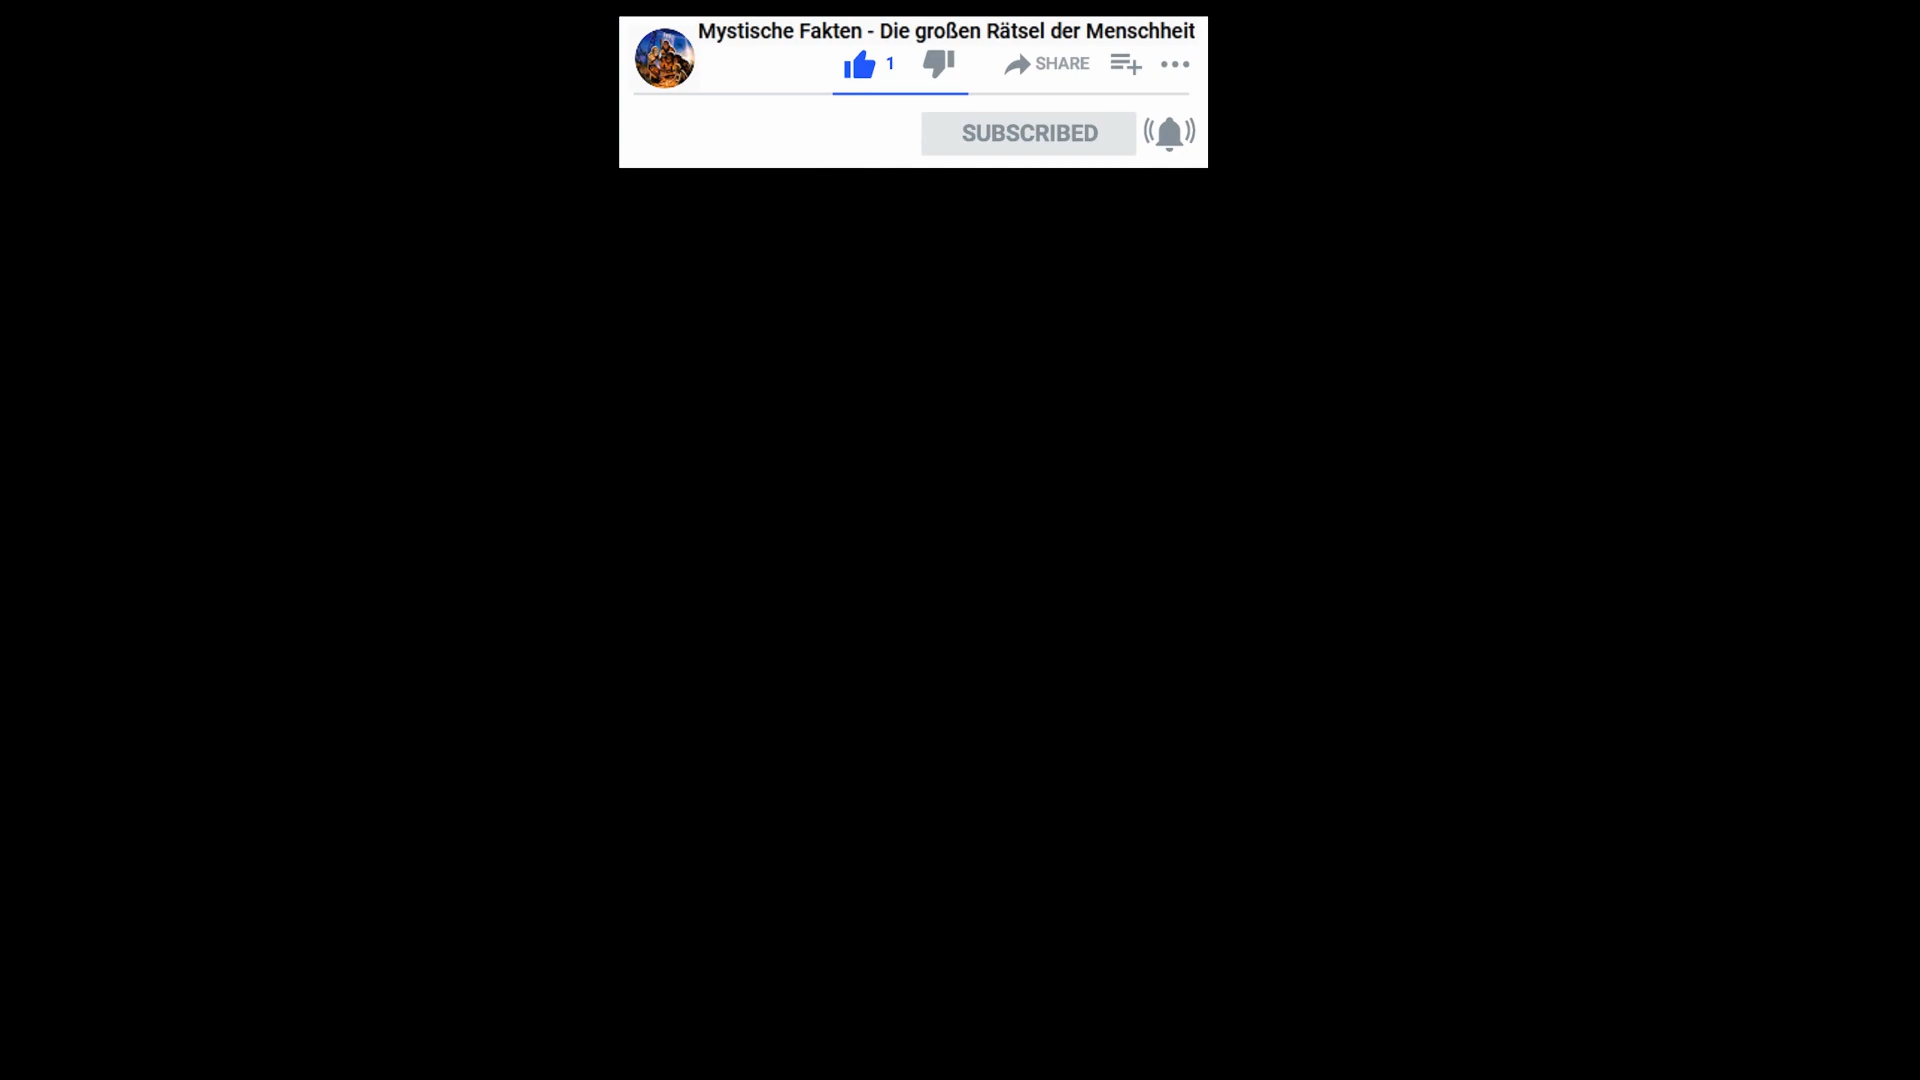 Mystische Fakten - Die großen Rätsel der Menschheit
1 SHARE
SUBSCRIBED